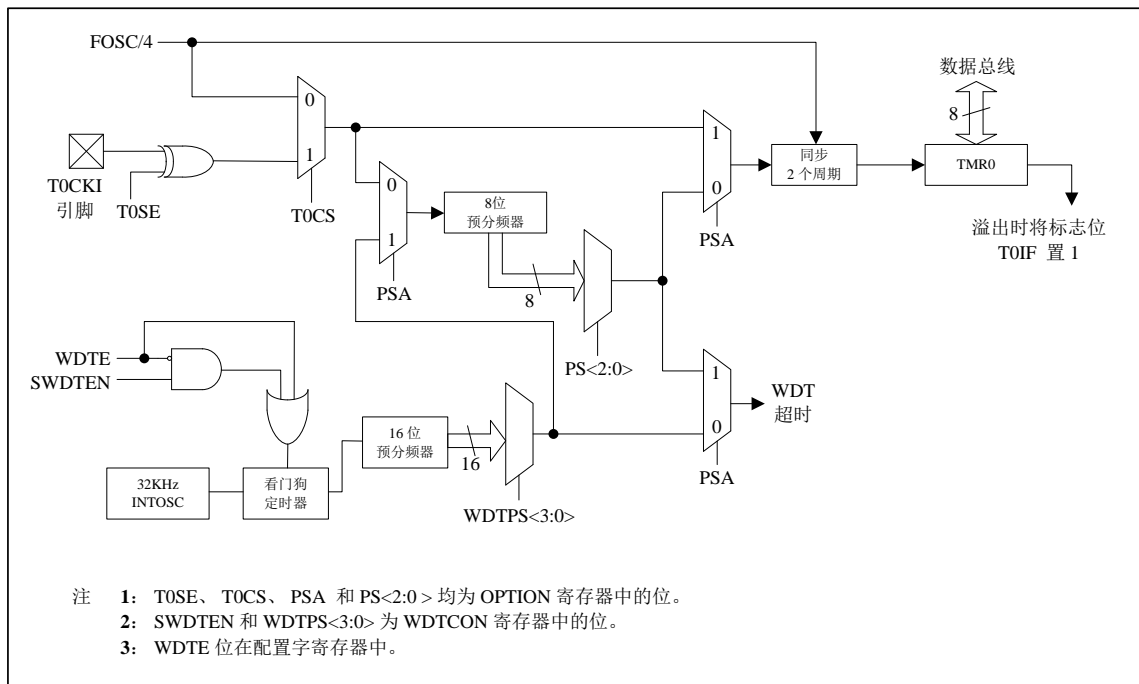 FOSC/4
数据总线
0
1
8
1
0
T0CKI
引脚
T0SE
T0CS
0
1
8位
预分频器
同步
2 个周期
TMR0
PSA
溢出时将标志位
T0IF 置 1
PSA
8
WDTE
SWDTEN
PS<2:0>
1
0
WDT
超时
16 位
预分频器
16
PSA
32KHz
INTOSC
看门狗
定时器
WDTPS<3:0>
注 1: T0SE、 T0CS、 PSA 和 PS<2:0 > 均为 OPTION 寄存器中的位。
2: SWDTEN 和 WDTPS<3:0> 为 WDTCON 寄存器中的位。
3: WDTE 位在配置字寄存器中。